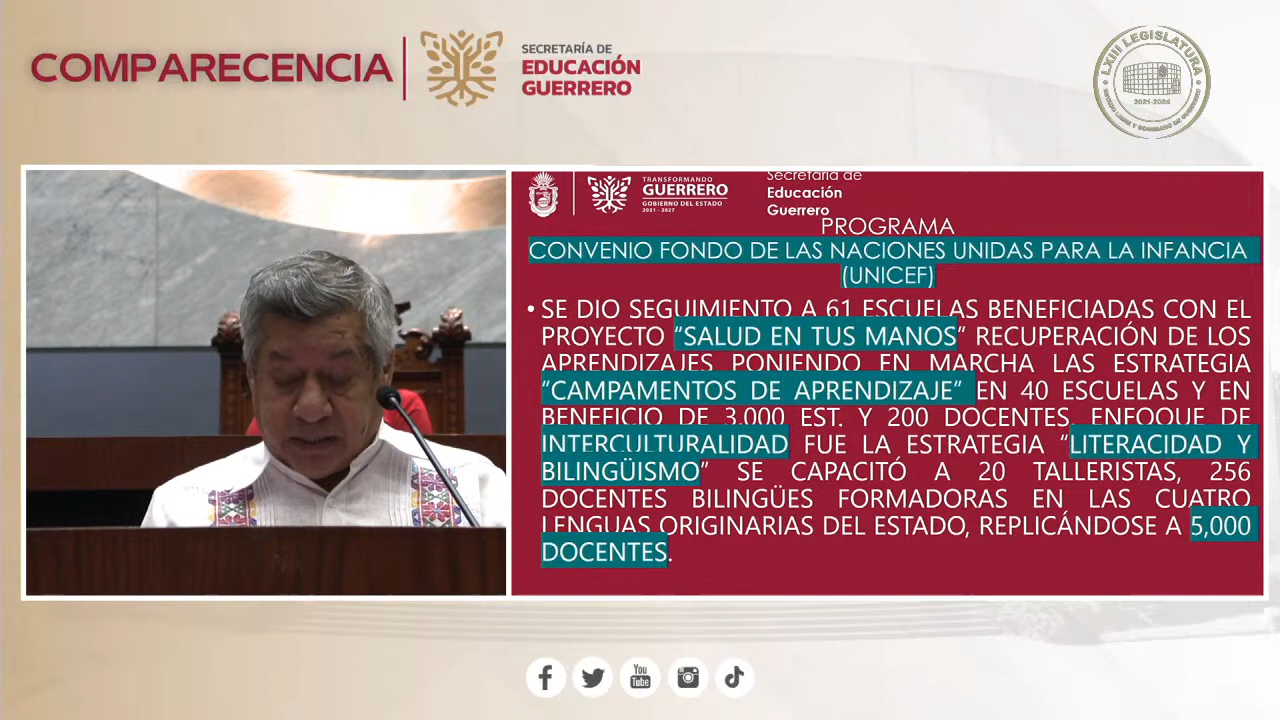 COMPARECENCIA
SECRETARÍA DE
EDUCACIÓN
GUERRERO
LXIII LEGISLATURA
2021-2024
TRANSFORMANDO
GUERRERO
GOBIERNO DEL ESTADO
2021 - 2027
Secretaría de
Educación
Guerrero
PROGRAMA
CONVENIO FONDO DE LAS NACIONES UNIDAS PARA LA INFANCIA
(UNICEF)
• SE DIO SEGUIMIENTO A 61 ESCUELAS BENEFICIADAS CON EL
PROYECTO “SALUD EN TUS MANOS” RECUPERACIÓN DE LOS
APRENDIZAJES PONIENDO EN MARCHA LAS ESTRATEGIA
“CAMPAMENTOS DE APRENDIZAJE” EN 40 ESCUELAS Y EN
BENEFICIO DE 3,000 EST. Y 200 DOCENTES, ENFOQUE DE
INTERCULTURALIDAD FUE LA ESTRATEGIA “LITERACIDAD Y
BILINGÜISMO” SE CAPACITÓ A 20 TALLERISTAS, 256
DOCENTES BILINGÜES FORMADORAS EN LAS CUATRO
LENGUAS ORIGINARIAS DEL ESTADO, REPLICÁNDOSE A 5,000
DOCENTES.
You
Tube